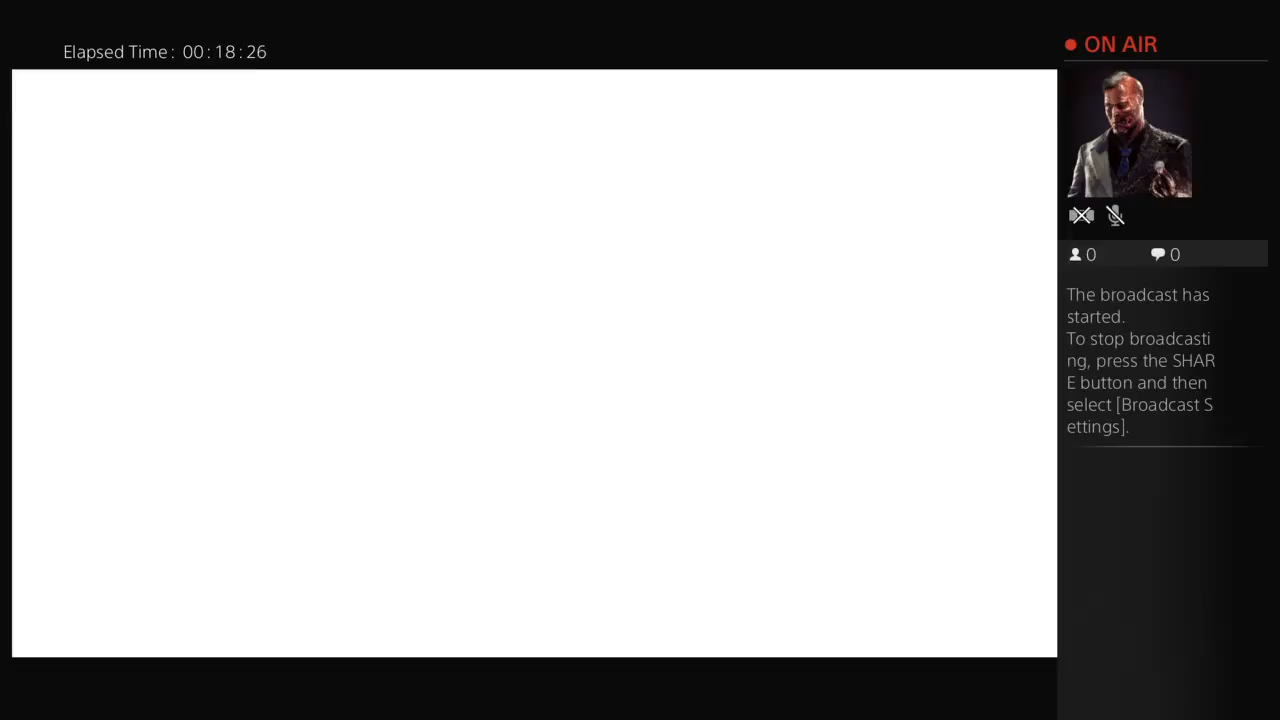 Elapsed Time: 00:18:26
ON AIR
0 0
The broadcast has
started.
To stop broadcasti
ng, press the SHAR
E button and then
select [Broadcast S
ettings].